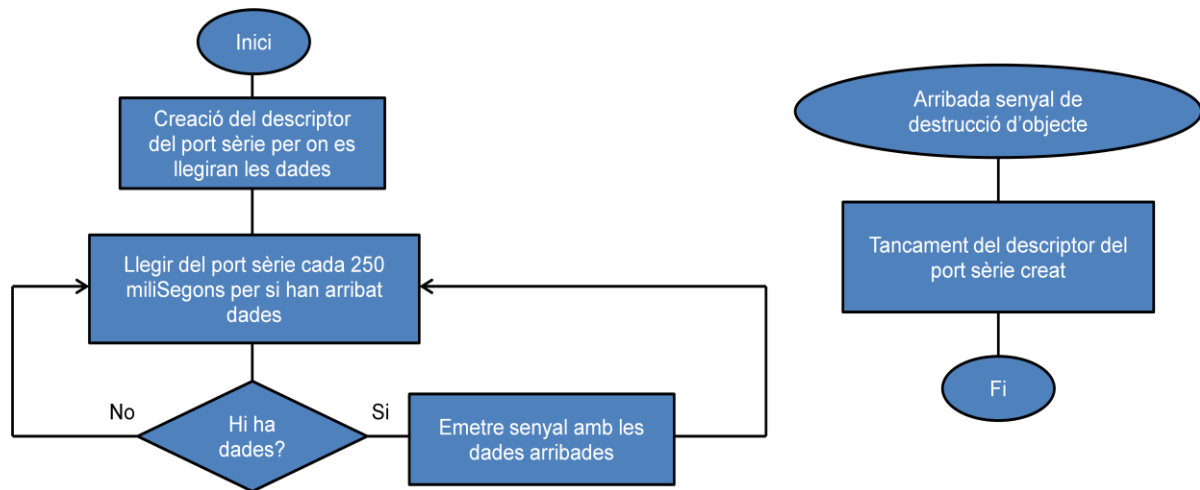 Inici
Creació del descriptor
del port sèrie per on es
llegiran les dades
Llegir del port sèrie cada 250
miliSegons per si han arribat
dades
No
Hi ha
dades?
Si
Emetre senyal amb les
dades arribades
Arribada senyal de
destrucció d'objecte
Tancament del descriptor del
port sèrie creat
Fi